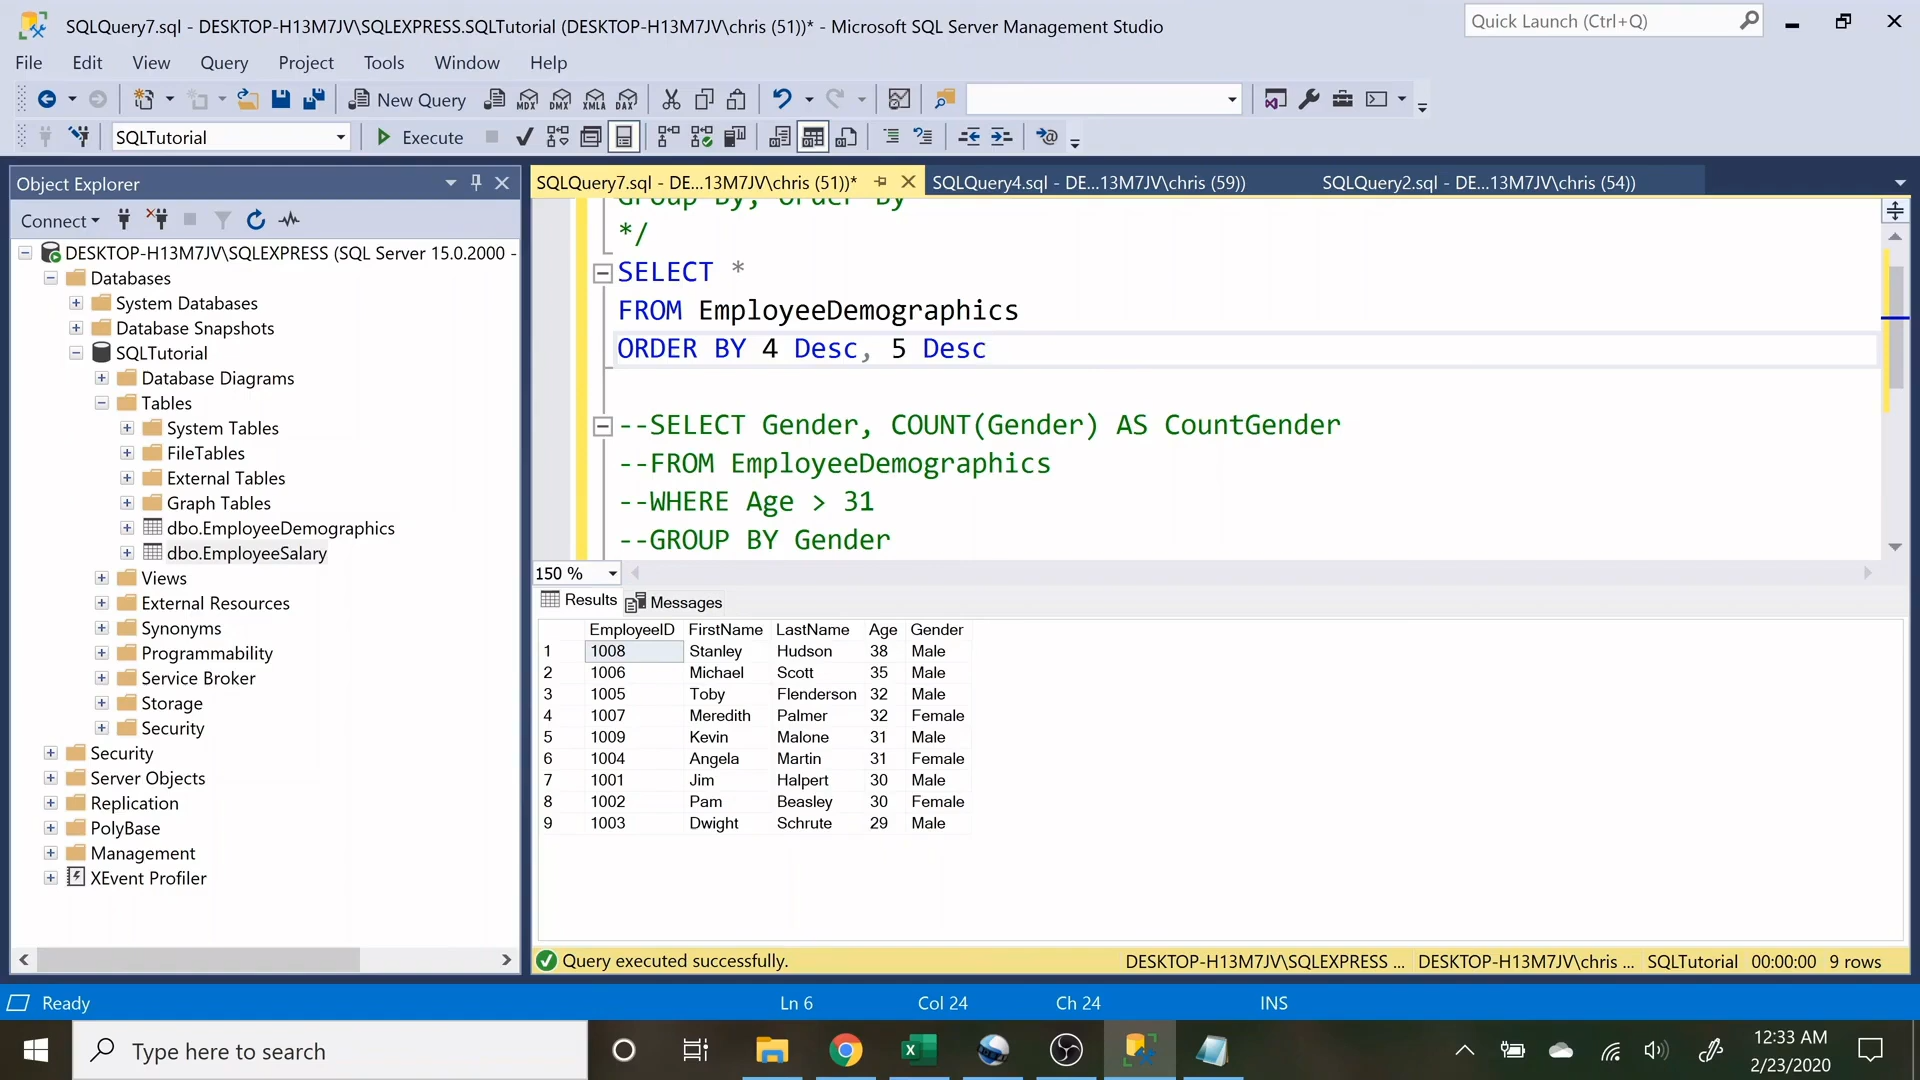 SQLQuery7.sql - DESKTOP-H13M7JV\SQLEXPRESS.SQLTutorial (DESKTOP-H13M7JV\chris (51))* - Microsoft SQL Server Management Studio
Quick Launch (Ctrl+Q)
File Edit View Query Project Tools Window Help
New Query
MDX DMX XMLA DAX
SQLTutorial
Execute
Object Explorer
Connect
DESKTOP-H13M7JV\SQLEXPRESS (SQL Server 15.0.2000 -
Databases
System Databases
Database Snapshots
SQLTutorial
Database Diagrams
Tables
System Tables
FileTables
External Tables
Graph Tables
dbo.EmployeeDemographics
dbo.EmployeeSalary
Views
External Resources
Synonyms
Programmability
Service Broker
Storage
Security
Security
Server Objects
Replication
PolyBase
Management
XEvent Profiler
SQLQuery7.sql - DE...13M7JV\chris (51))* SQLQuery4.sql - DE...13M7JV\chris (59)) SQLQuery2.sql - DE...13M7JV\chris (54))
Group By, Order By
*/
SELECT *
FROM EmployeeDemographics
ORDER BY 4 Desc, 5 Desc
--SELECT Gender, COUNT(Gender) AS CountGender
--FROM EmployeeDemographics
--WHERE Age > 31
--GROUP BY Gender
150 %
Results Messages
EmployeeID FirstName LastName Age Gender
1 1008 Stanley Hudson 38 Male
2 1006 Michael Scott 35 Male
3 1005 Toby Flenderson 32 Male
4 1007 Meredith Palmer 32 Female
5 1009 Kevin Malone 31 Male
6 1004 Angela Martin 31 Female
7 1001 Jim Halpert 30 Male
8 1002 Pam Beasley 30 Female
9 1003 Dwight Schrute 29 Male
Query executed successfully. DESKTOP-H13M7JV\SQLEXPRESS ... DESKTOP-H13M7JV\chris ... SQLTutorial 00:00:00 9 rows
Ready Ln 6 Col 24 Ch 24 INS
Type here to search
12:33 AM
2/23/2020